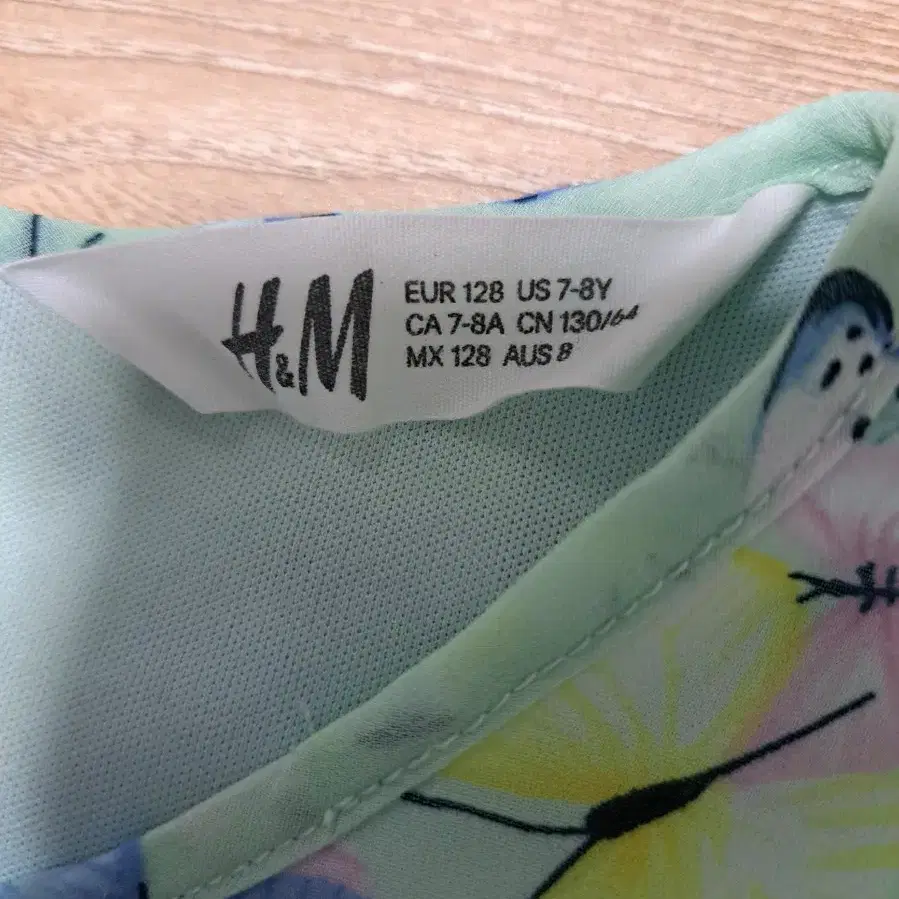 H&M
EUR 128 US 7-8Y
CA 7-8A CN 130/64
MX 128 AUS 8